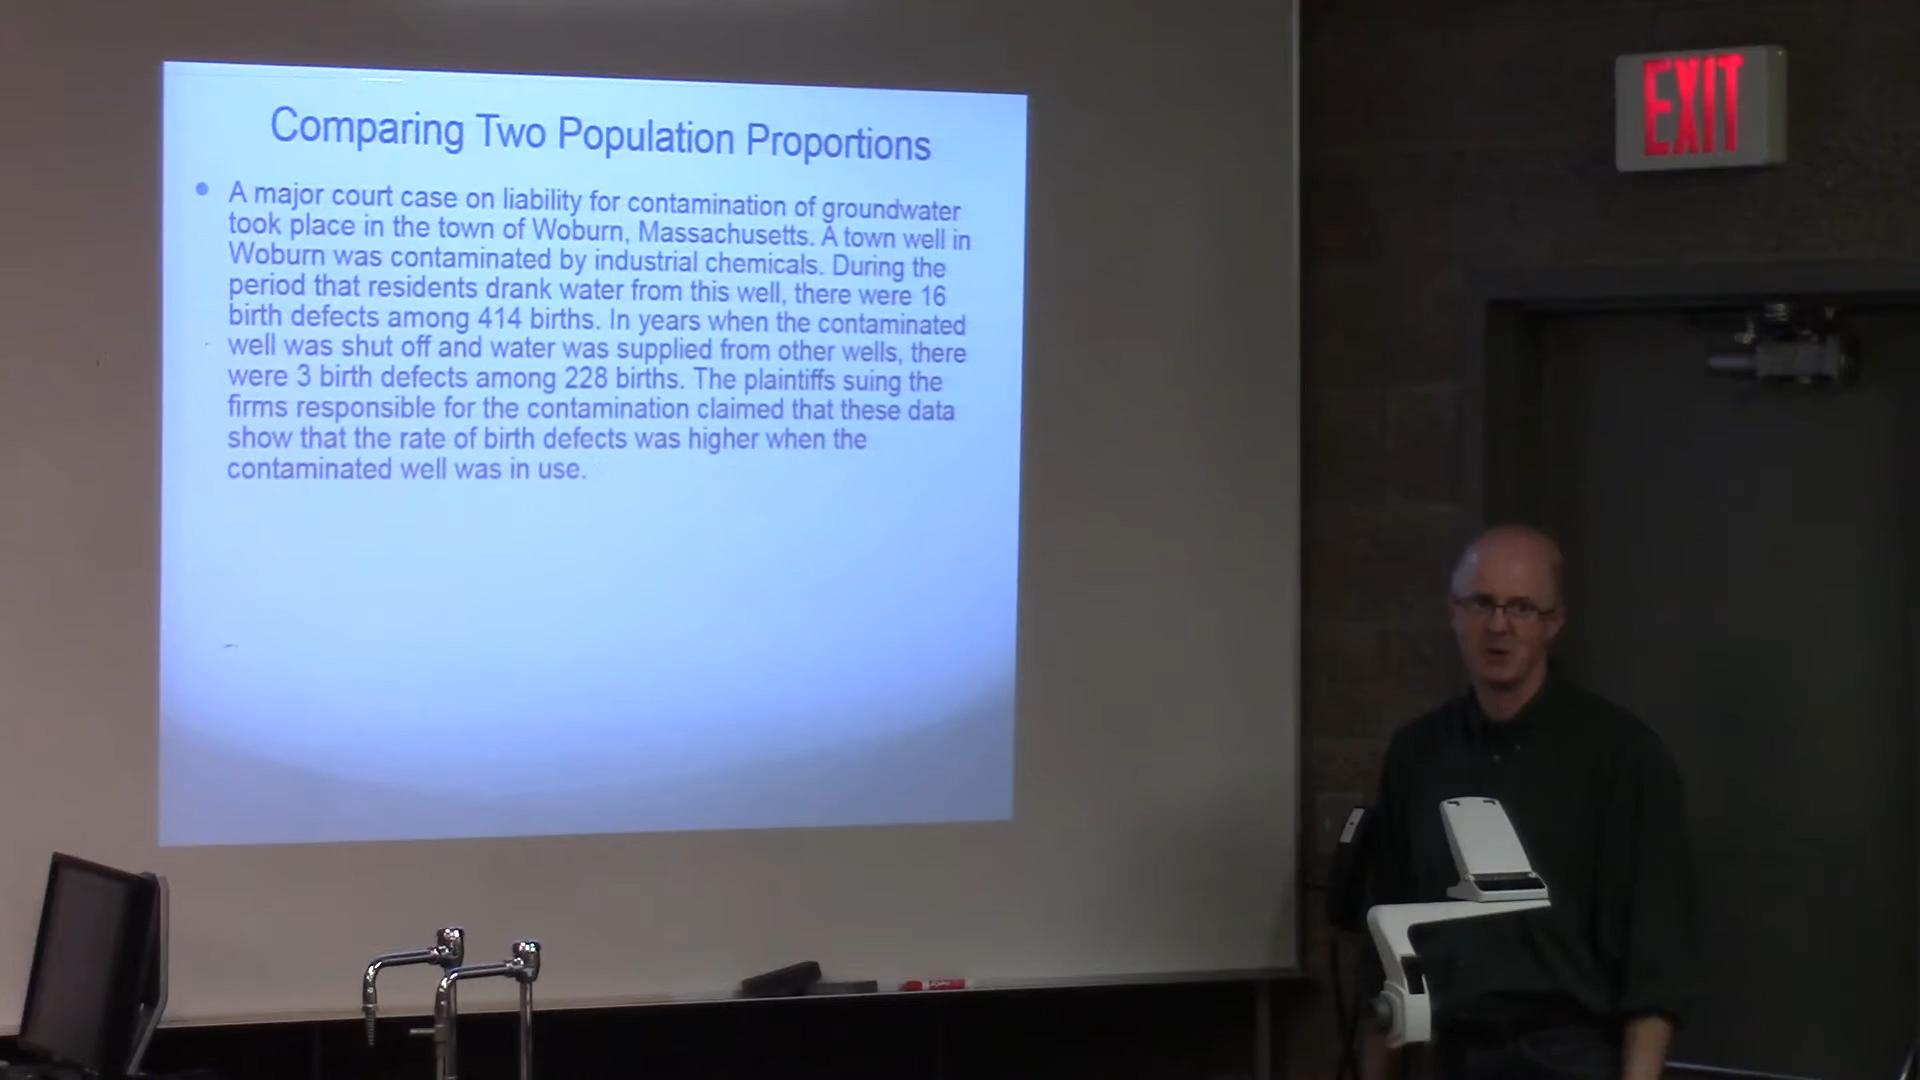 Comparing Two Population Proportions
A major court case on liability for contamination of groundwater
took place in the town of Woburn, Massachusetts. A town well in
Woburn was contaminated by industrial chemicals. During the
period that residents drank water from this well, there were 16
birth defects among 414 births. In years when the contaminated
well was shut off and water was supplied from other wells, there
were 3 birth defects among 228 births. The plaintiffs suing the
firms responsible for the contamination claimed that these data
show that the rate of birth defects was higher when the
contaminated well was in use.
EXIT